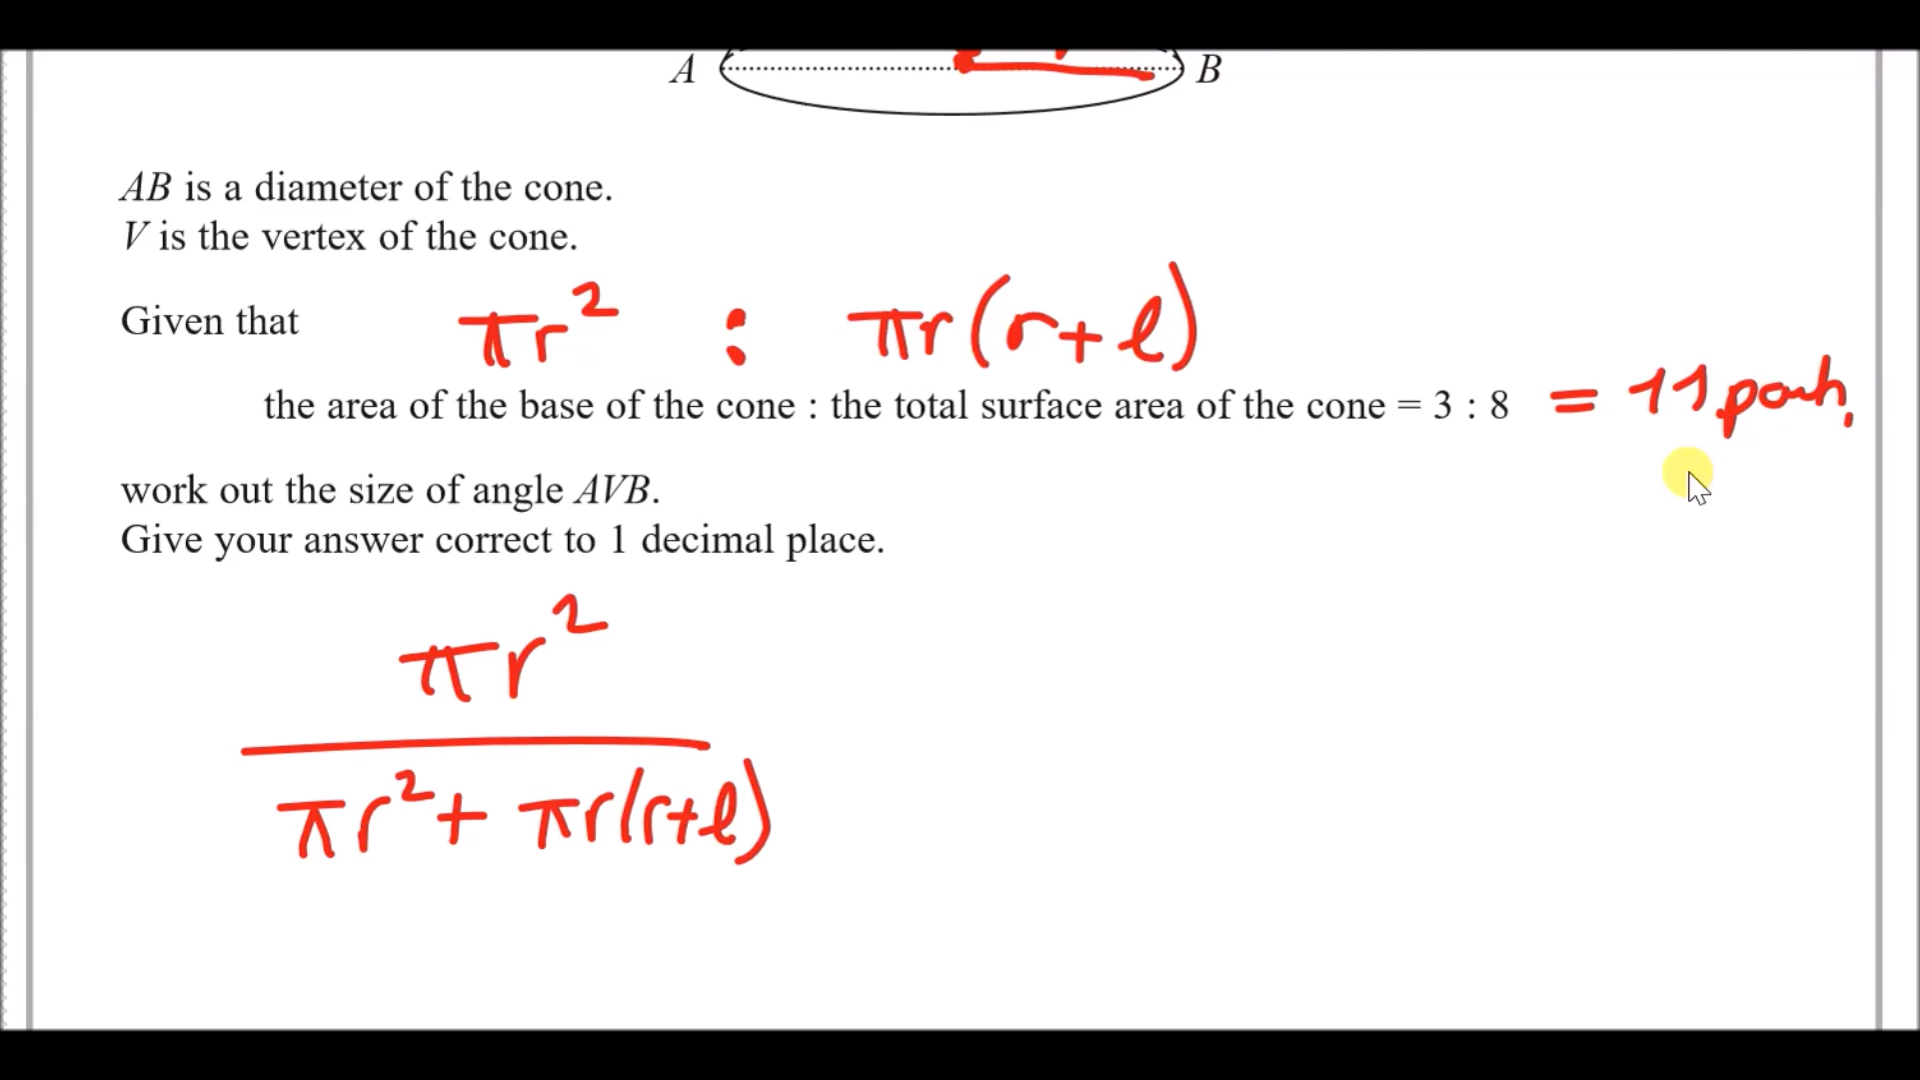 A B
AB is a diameter of the cone.
V is the vertex of the cone.
Given that πr² : πr(r+l)
the area of the base of the cone : the total surface area of the cone = 3 : 8 = 11 parts.
work out the size of angle AVB.
Give your answer correct to 1 decimal place.
πr²
πr²+ πr(r+l)